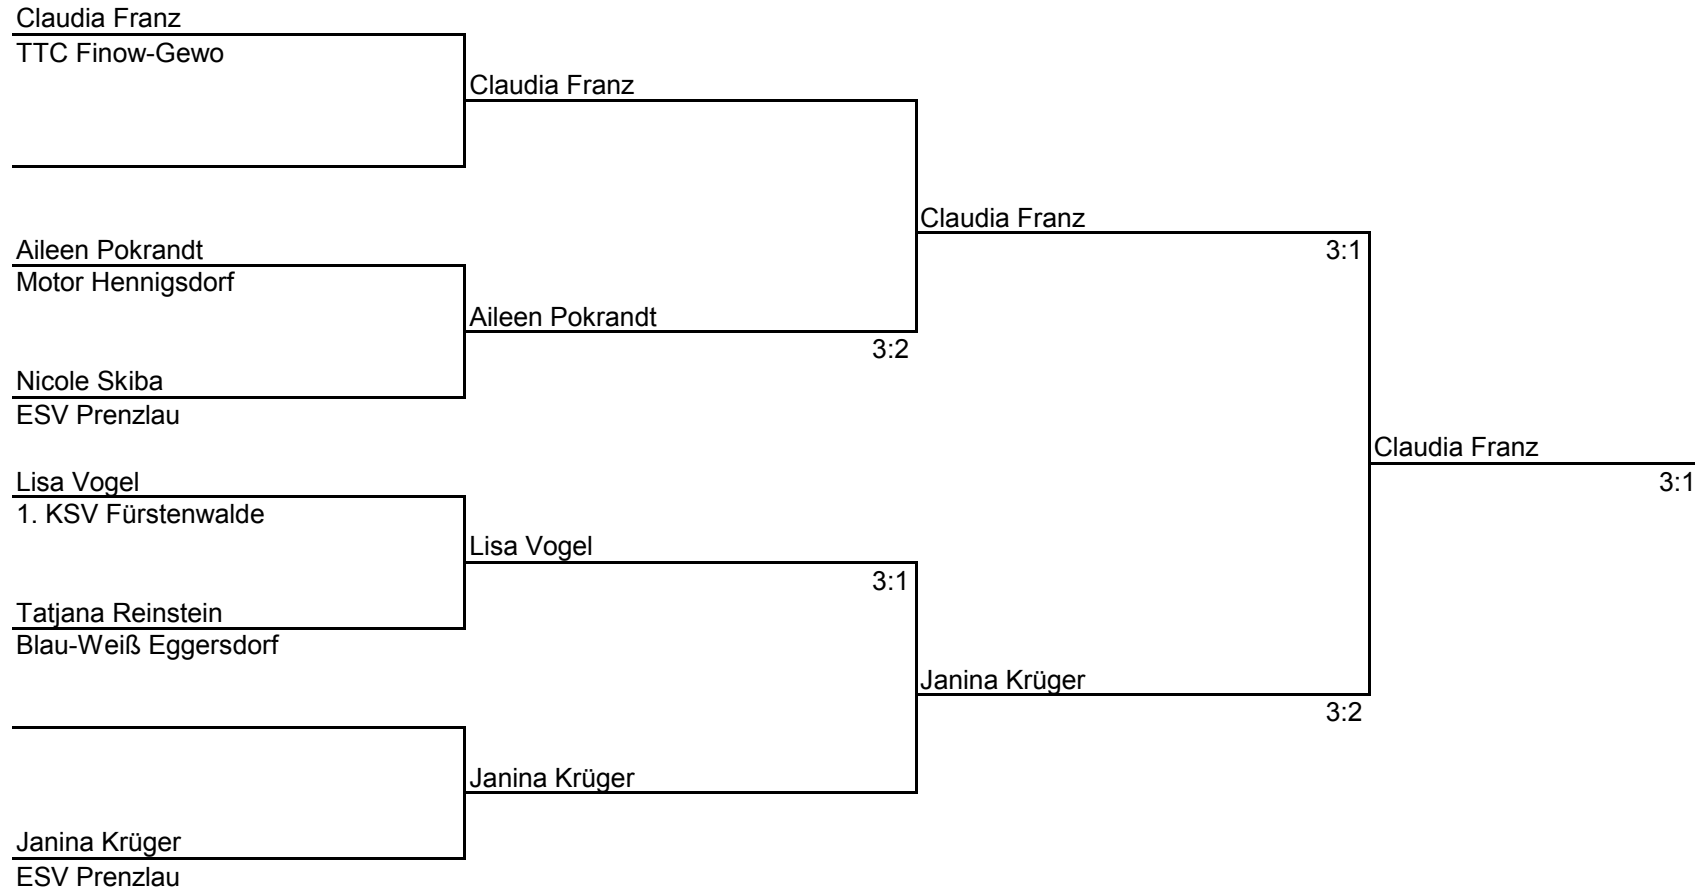 Claudia Franz
TTC Finow-Gewo
Claudia Franz
Claudia Franz
3:1
Aileen Pokrandt
Motor Hennigsdorf
Aileen Pokrandt
3:2
Nicole Skiba
ESV Prenzlau
Claudia Franz
3:1
Lisa Vogel
1. KSV Fürstenwalde
Lisa Vogel
3:1
Tatjana Reinstein
Blau-Weiß Eggersdorf
Janina Krüger
3:2
Janina Krüger
Janina Krüger
ESV Prenzlau